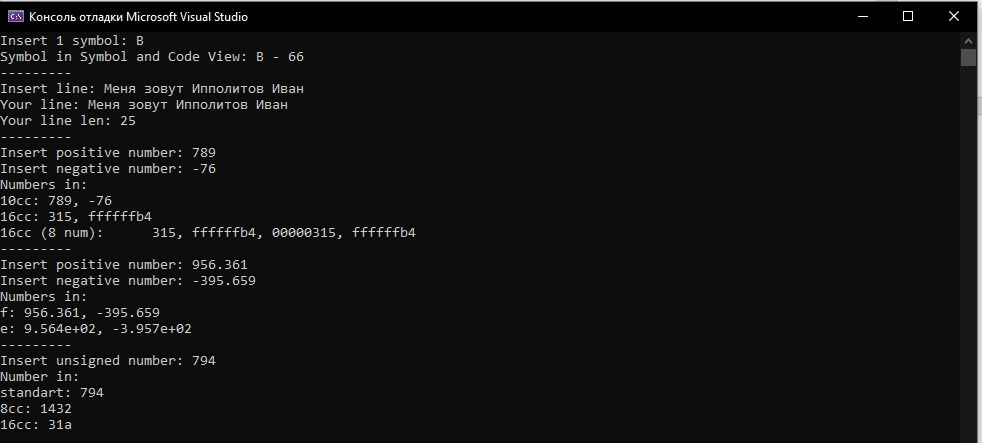 Консоль отладки Microsoft Visual Studio
Insert 1 symbol: B
Symbol in Symbol and Code View: B - 66
---------
Insert line: Меня зовут Ипполитов Иван
Your line: Меня зовут Ипполитов Иван
Your line len: 25
---------
Insert positive number: 789
Insert negative number: -76
Numbers in:
10cc: 789, -76
16cc: 315, ffffffb4
16cc (8 num):      315, ffffffb4, 00000315, ffffffb4
---------
Insert positive number: 956.361
Insert negative number: -395.659
Numbers in:
f: 956.361, -395.659
e: 9.564e+02, -3.957e+02
---------
Insert unsigned number: 794
Number in:
standart: 794
8cc: 1432
16cc: 31a